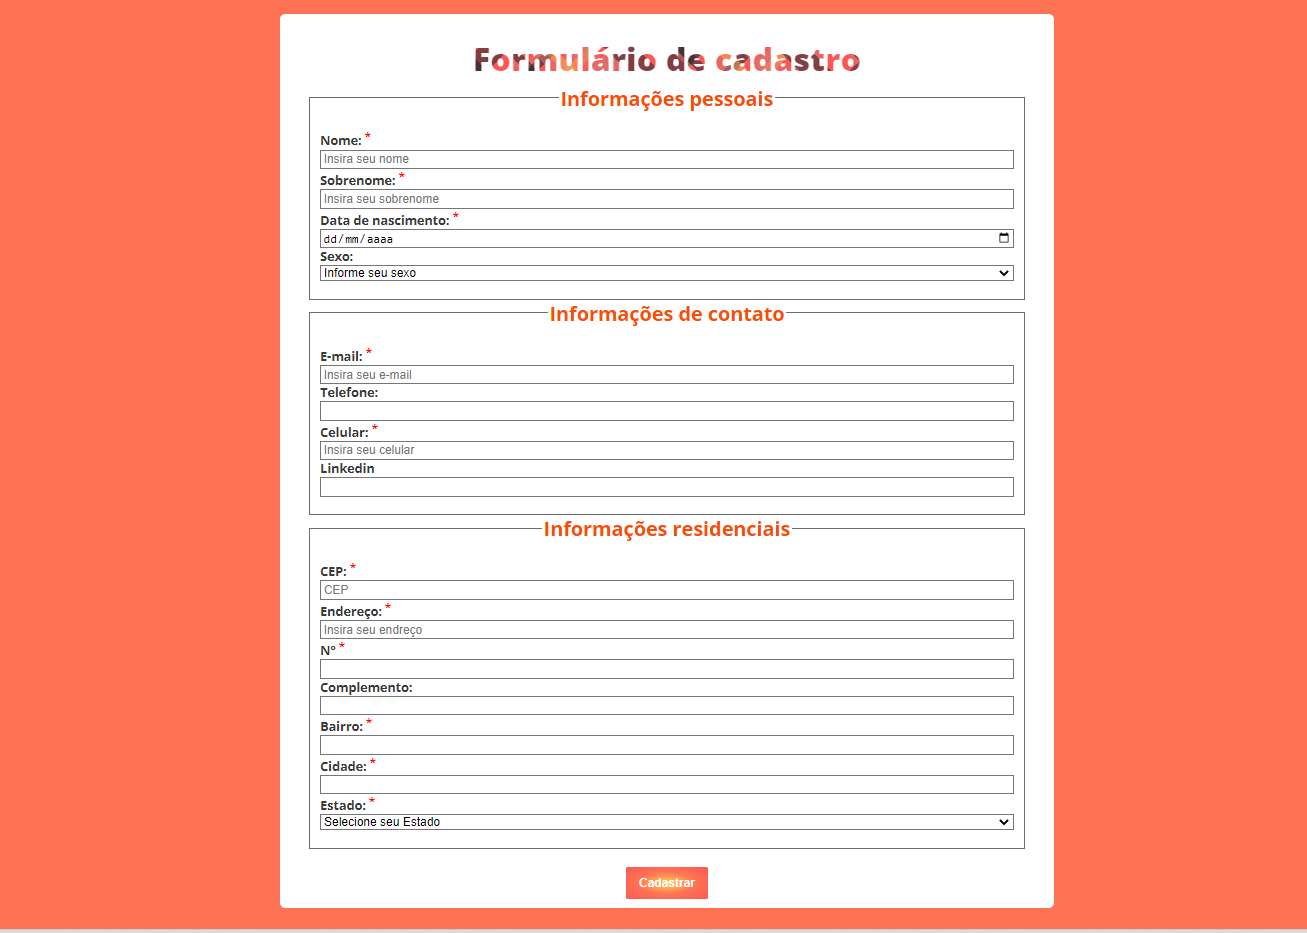 Formulário de cadastro
Informações pessoais
Nome: *
Insira seu nome
Sobrenome: *
Insira seu sobrenome
Data de nascimento: *
dd/mm/aaaa
Sexo:
Informe seu sexo
Informações de contato
E-mail: *
Insira seu e-mail
Telefone:
Celular: *
Insira seu celular
Linkedin
Informações residenciais
CEP: *
CEP
Endereço: *
Insira seu endreço
Nº *
Complemento:
Bairro: *
Cidade: *
Estado: *
Selecione seu Estado
Cadastrar